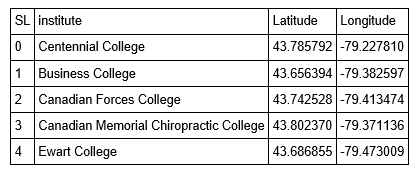 SL institute Latitude Longitude
0 Centennial College 43.785792 -79.227810
1 Business College 43.656394 -79.382597
2 Canadian Forces College 43.742528 -79.413474
3 Canadian Memorial Chiropractic College 43.802370 -79.371136
4 Ewart College 43.686855 -79.473009